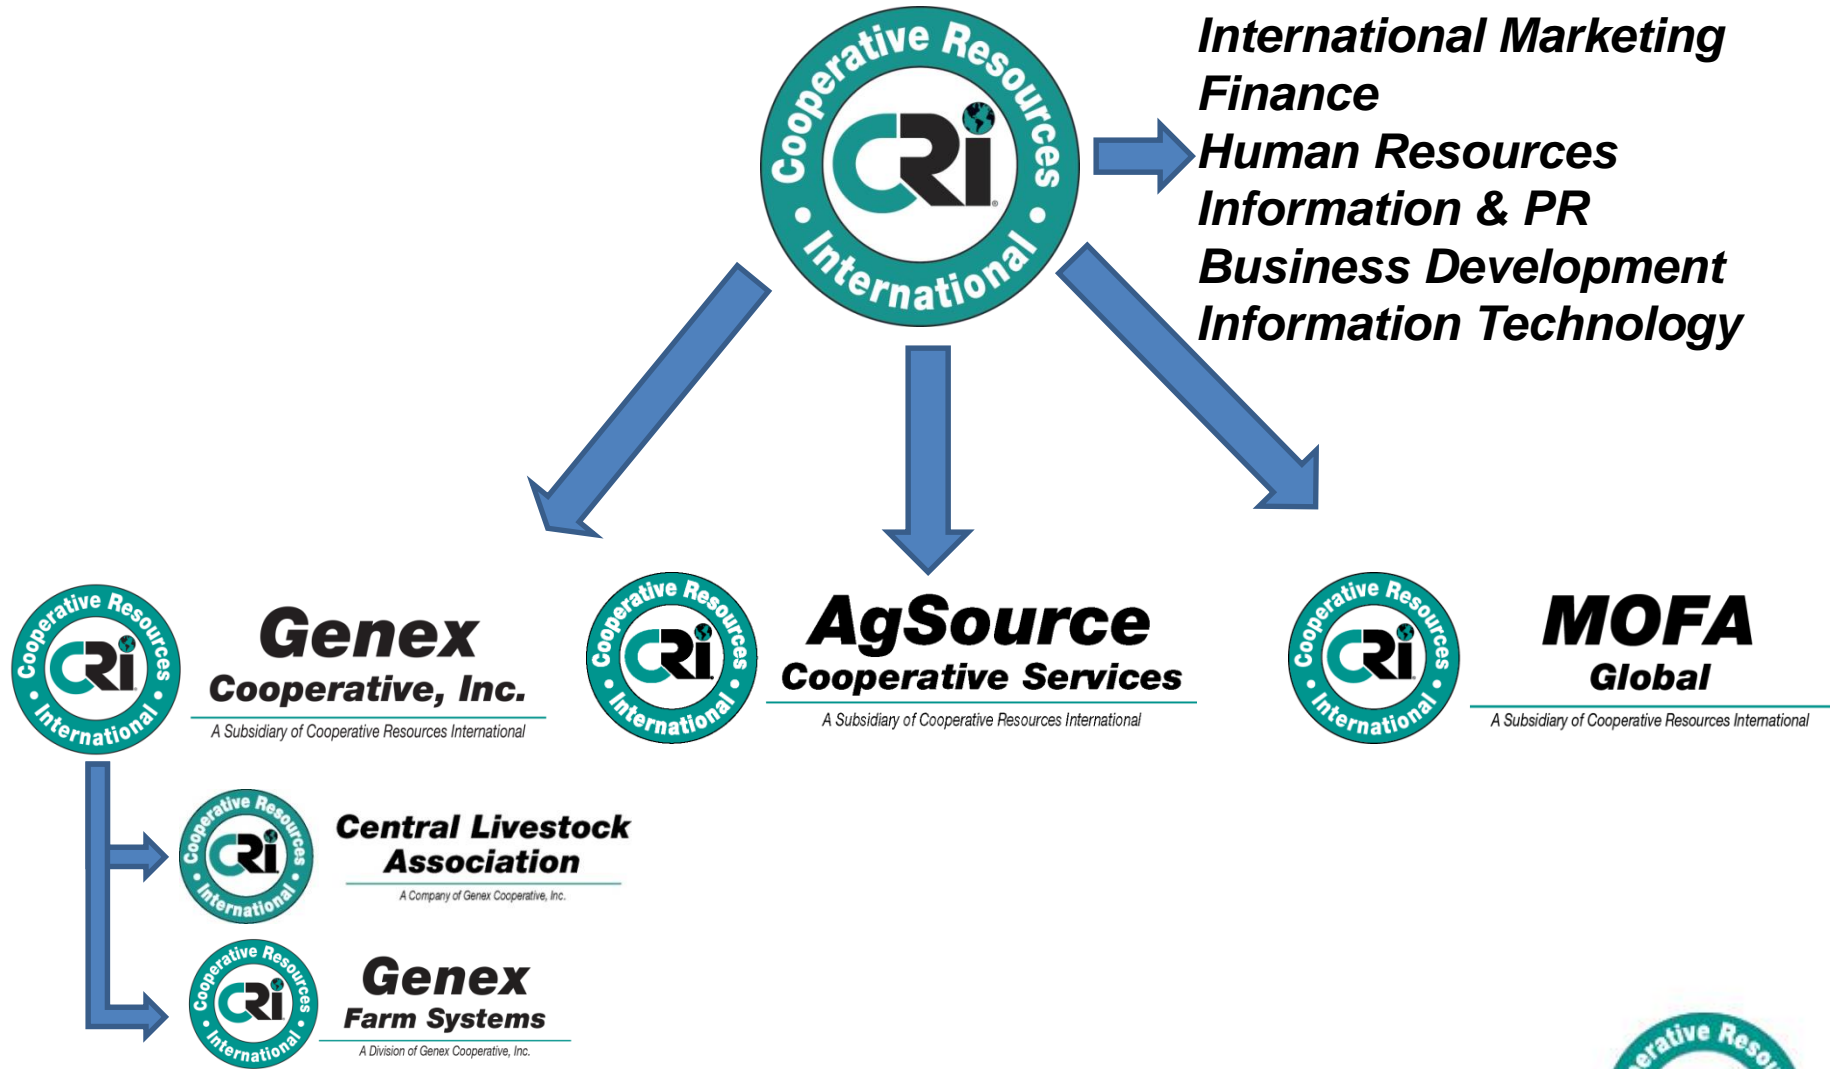 Cooperative Resources
International
CRi
International Marketing
Finance
Human Resources
Information & PR
Business Development
Information Technology
Cooperative Resources
International
CRi
Genex
Cooperative, Inc.
A Subsidiary of Cooperative Resources International
Cooperative Resources
International
CRi
AgSource
Cooperative Services
A Subsidiary of Cooperative Resources International
Cooperative Resources
International
CRi
MOFA
Global
A Subsidiary of Cooperative Resources International
Cooperative Resources
International
CRi
Central Livestock
Association
A Company of Genex Cooperative, Inc.
Cooperative Resources
International
CRi
Genex
Farm Systems
A Division of Genex Cooperative, Inc.